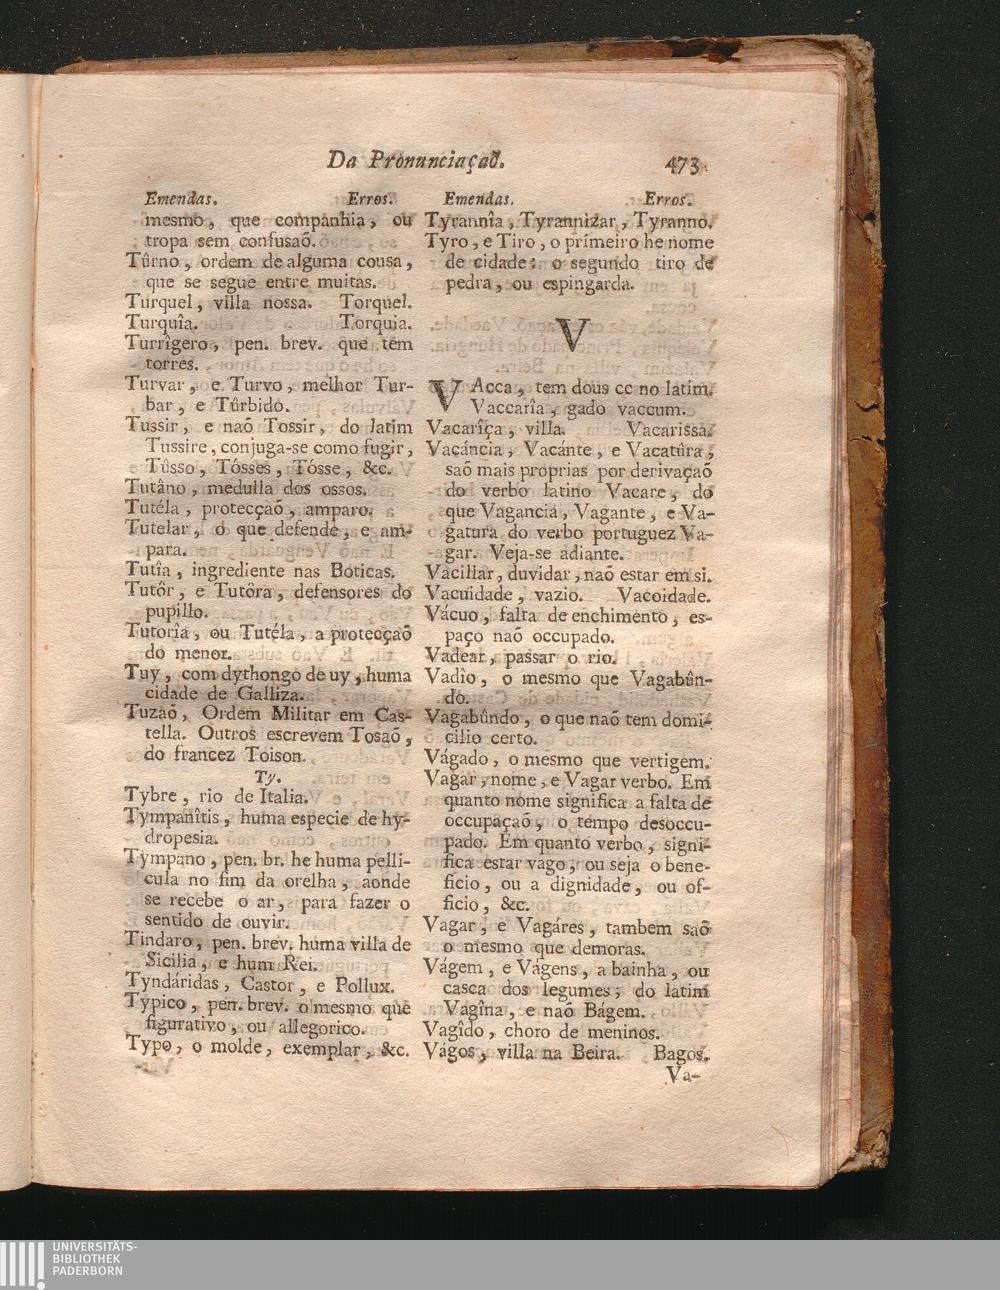 Da Pronunciaçaõ. 473
Emendas. Erros.
mesmo, que companhia, ou
tropa sem confusaõ.
Tûrno, ordem de alguma cousa,
que se segue entre muitas.
Turquel, villa nossa. Torquel.
Turquîa. Torquia.
Turrîgero, pen. brev. que tem
torres.
Turvar, e Turvo, melhor Tur-
bar, e Tûrbido.
Tussir, e naõ Tossir, do latim
Tussire, conjuga-se como fugir,
Tûsso, Tósses, Tósse, &c.
Tutâno, medulla dos ossos.
Tutéla, protecçaõ, amparo.
Tutelar, o que defende, e am-
para.
Tutîa, ingrediente nas Boticas.
Tutôr, e Tutôra, defensores do
pupillo.
Tutorîa, ou Tutéla, a protecçaõ
do menor.
Tuy, com dythongo de uy, huma
cidade de Galliza.
Tuzaõ, Ordem Militar em Cas-
tella. Outros escrevem Tosaõ,
do francez Toison.
Ty.
Tybre, rio de Italia.
Tympanîtis, huma especie de hy-
dropesia.
Tympano, pen. br. he huma pelli-
cula no fim da orelha, aonde
se recebe o ar, para fazer o
sentido de ouvir.
Tindaro, pen. brev. huma villa de
Sicilia, e hum Rei.
Tyndáridas, Castor, e Pollux.
Typico, pen. brev. o mesmo que
figurativo, ou allegorico.
Typo, o molde, exemplar, &c.
Emendas. Erros.
Tyrannîa, Tyrannizar, Tyranno.
Tyro, e Tiro, o primeiro he nome
de cidade: o segundo tiro de
pedra, ou espingarda.
V
VAcca, tem dous cc no latim.
Vaccarîa, gado vaccum.
Vacarîça, villa. Vacarissa.
Vacáncia, Vacánte, e Vacatûra,
saõ mais proprias por derivaçaõ
do verbo latino Vacare, do
que Vagancia, Vagante, e Va-
gatura do verbo portuguez Va-
gar. Veja-se adiante.
Vacillar, duvidar, naõ estar em si.
Vacuidade, vazio. Vacoidade.
Vácuo, falta de enchimento, es-
paço naõ occupado.
Vadear, passar o rio.
Vadîo, o mesmo que Vagabûn-
do.
Vagabûndo, o que naõ tem domi-
cilio certo.
Vágado, o mesmo que vertigem.
Vagar, nome, e Vagar verbo. Em
quanto nome significa a falta de
occupaçaõ, o tempo desoccu-
pado. Em quanto verbo, signi-
fica estar vago, ou seja o bene-
ficio, ou a dignidade, ou of-
ficio, &c.
Vagar, e Vagáres, tambem saõ
o mesmo que demoras.
Vágem, e Vágens, a bainha, ou
casca dos legumes; do latim
Vagîna, e naõ Bágem.
Vagîdo, choro de meninos.
Vágos, villa na Beira. Bagos.
Va-
UNIVERSITÄTS-
BIBLIOTHEK
PADERBORN